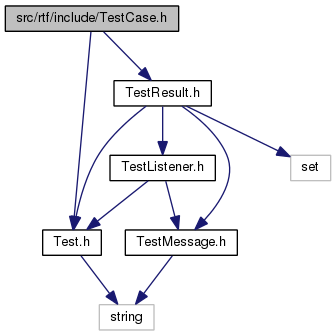 src/rtf/include/TestCase.h
TestResult.h
TestListener.h
set
Test.h
TestMessage.h
string